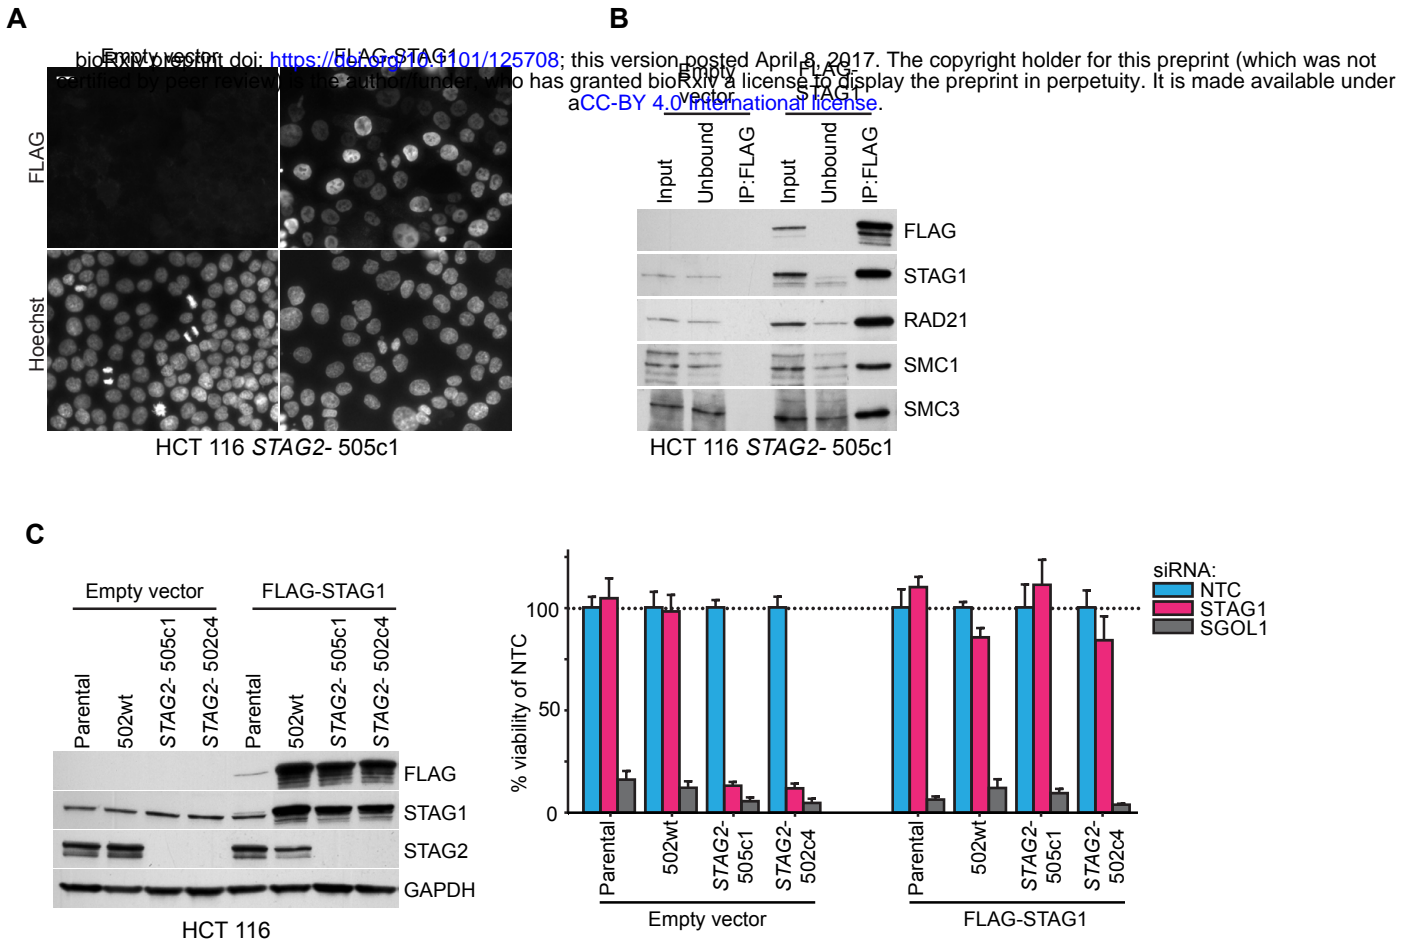 A
B
Empty vector
FLAG-STAG1
bioRxiv preprint doi: https://doi.org/10.1101/125708; this version posted April 8, 2017. The copyright holder for this preprint (which was not
certified by peer review) is the author/funder, who has granted bioRxiv a license to display the preprint in perpetuity. It is made available under
aCC-BY 4.0 International license.
FLAG
Hoechst
HCT 116 STAG2- 505c1
Empty
vector
FLAG-
STAG1
Input
Unbound
IP:FLAG
Input
Unbound
IP:FLAG
FLAG
STAG1
RAD21
SMC1
SMC3
HCT 116 STAG2- 505c1
C
Empty vector
FLAG-STAG1
Parental
502wt
STAG2- 505c1
STAG2- 502c4
Parental
502wt
STAG2- 505c1
STAG2- 502c4
FLAG
STAG1
STAG2
GAPDH
HCT 116
% viability of NTC
100
50
0
Parental
502wt
STAG2-
505c1
STAG2-
502c4
Parental
502wt
STAG2-
505c1
STAG2-
502c4
Empty vector
FLAG-STAG1
siRNA:
NTC
STAG1
SGOL1